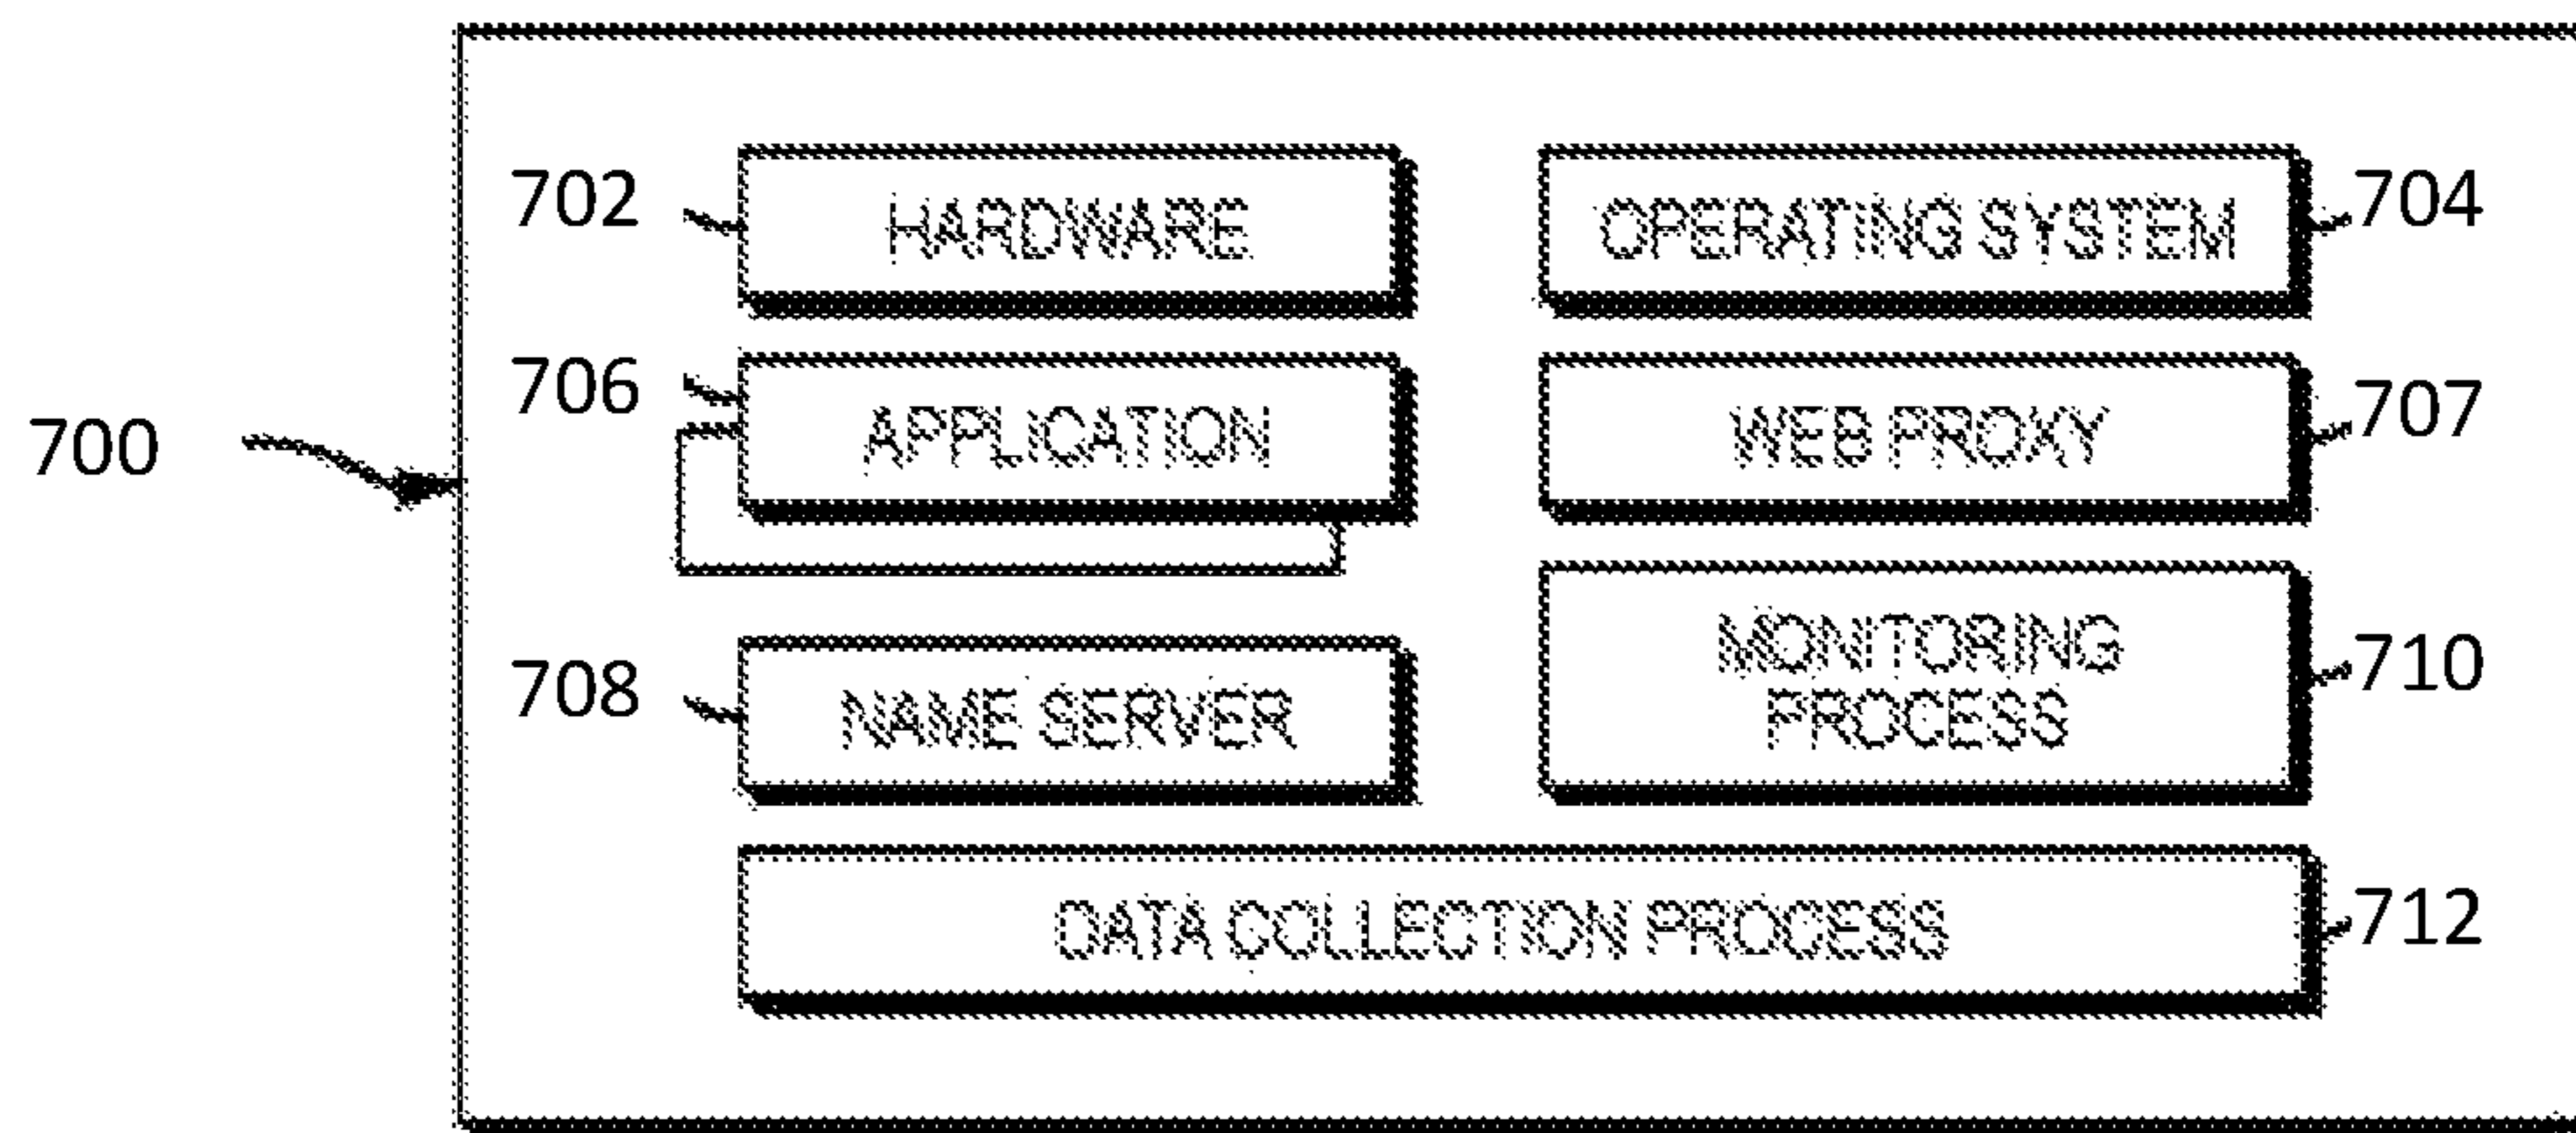 702 HARDWARE OPERATING SYSTEM 704
706 APPLICATION WEB PROXY 707
700
708 NAME SERVER MONITORING PROCESS 710
DATA COLLECTION PROCESS 712